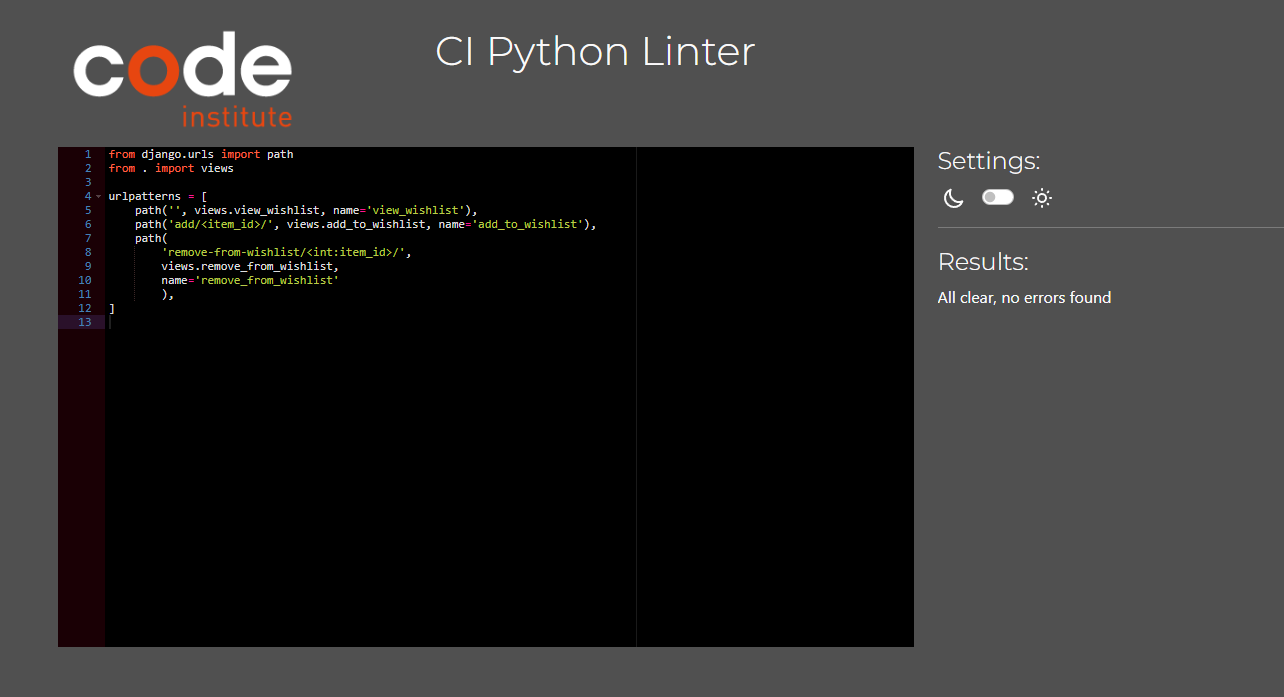 code
institute
CI Python Linter
1 from django.urls import path
2 from . import views
3
4 urlpatterns = [
5     path('', views.view_wishlist, name='view_wishlist'),
6     path('add/<item_id>/', views.add_to_wishlist, name='add_to_wishlist'),
7     path(
8         'remove-from-wishlist/<int:item_id>/',
9         views.remove_from_wishlist,
10         name='remove_from_wishlist'
11         ),
12 ]
13
Settings:
Results:
All clear, no errors found